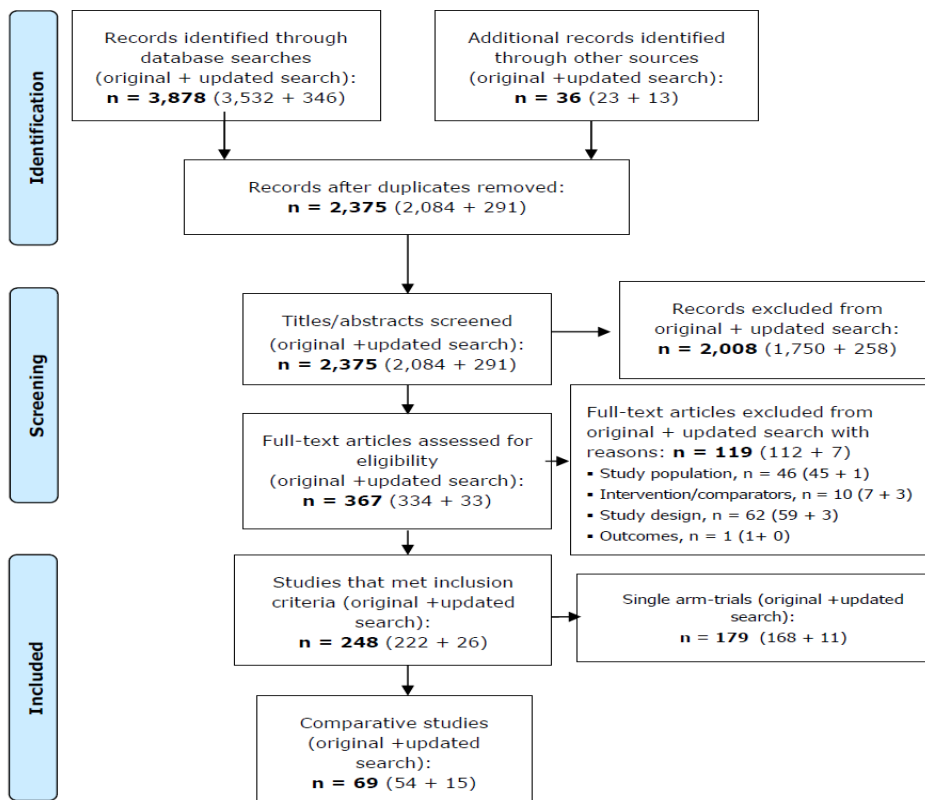 Identification
Records identified through
database searches
(original + updated search):
n = 3,878 (3,532 + 346)
Additional records identified
through other sources
(original +updated search):
n = 36 (23 + 13)
Records after duplicates removed:
n = 2,375 (2,084 + 291)
Screening
Titles/abstracts screened
(original +updated search):
n = 2,375 (2,084 + 291)
Records excluded from
original + updated search:
n = 2,008 (1,750 + 258)
Full-text articles assessed for
eligibility
(original +updated search):
n = 367 (334 + 33)
Full-text articles excluded from
original + updated search with
reasons: n = 119 (112 + 7)
▪ Study population, n = 46 (45 + 1)
▪ Intervention/comparators, n = 10 (7 + 3)
▪ Study design, n = 62 (59 + 3)
▪ Outcomes, n = 1 (1+ 0)
Included
Studies that met inclusion
criteria (original +updated
search):
n = 248 (222 + 26)
Single arm-trials (original +updated
search):
n = 179 (168 + 11)
Comparative studies
(original +updated
search):
n = 69 (54 + 15)